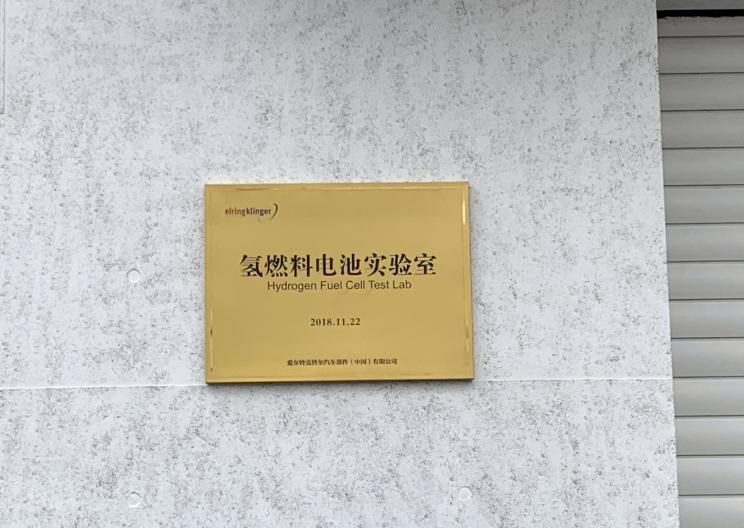 elringklinger
氢燃料电池实验室
Hydrogen Fuel Cell Test Lab
2018.11.22
爱尔铃克铃尔汽车部件（中国）有限公司